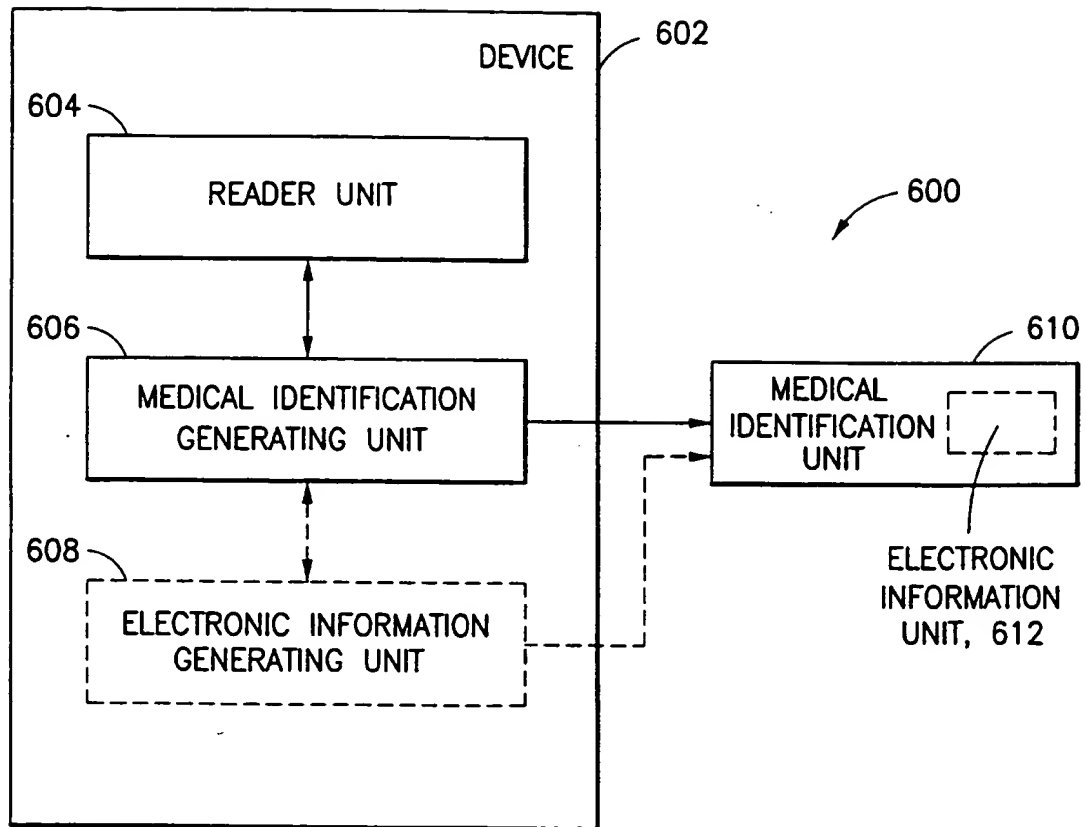 DEVICE
602
604
READER UNIT
600
606
MEDICAL IDENTIFICATION
GENERATING UNIT
610
MEDICAL
IDENTIFICATION
UNIT
608
ELECTRONIC INFORMATION
GENERATING UNIT
ELECTRONIC
INFORMATION
UNIT, 612